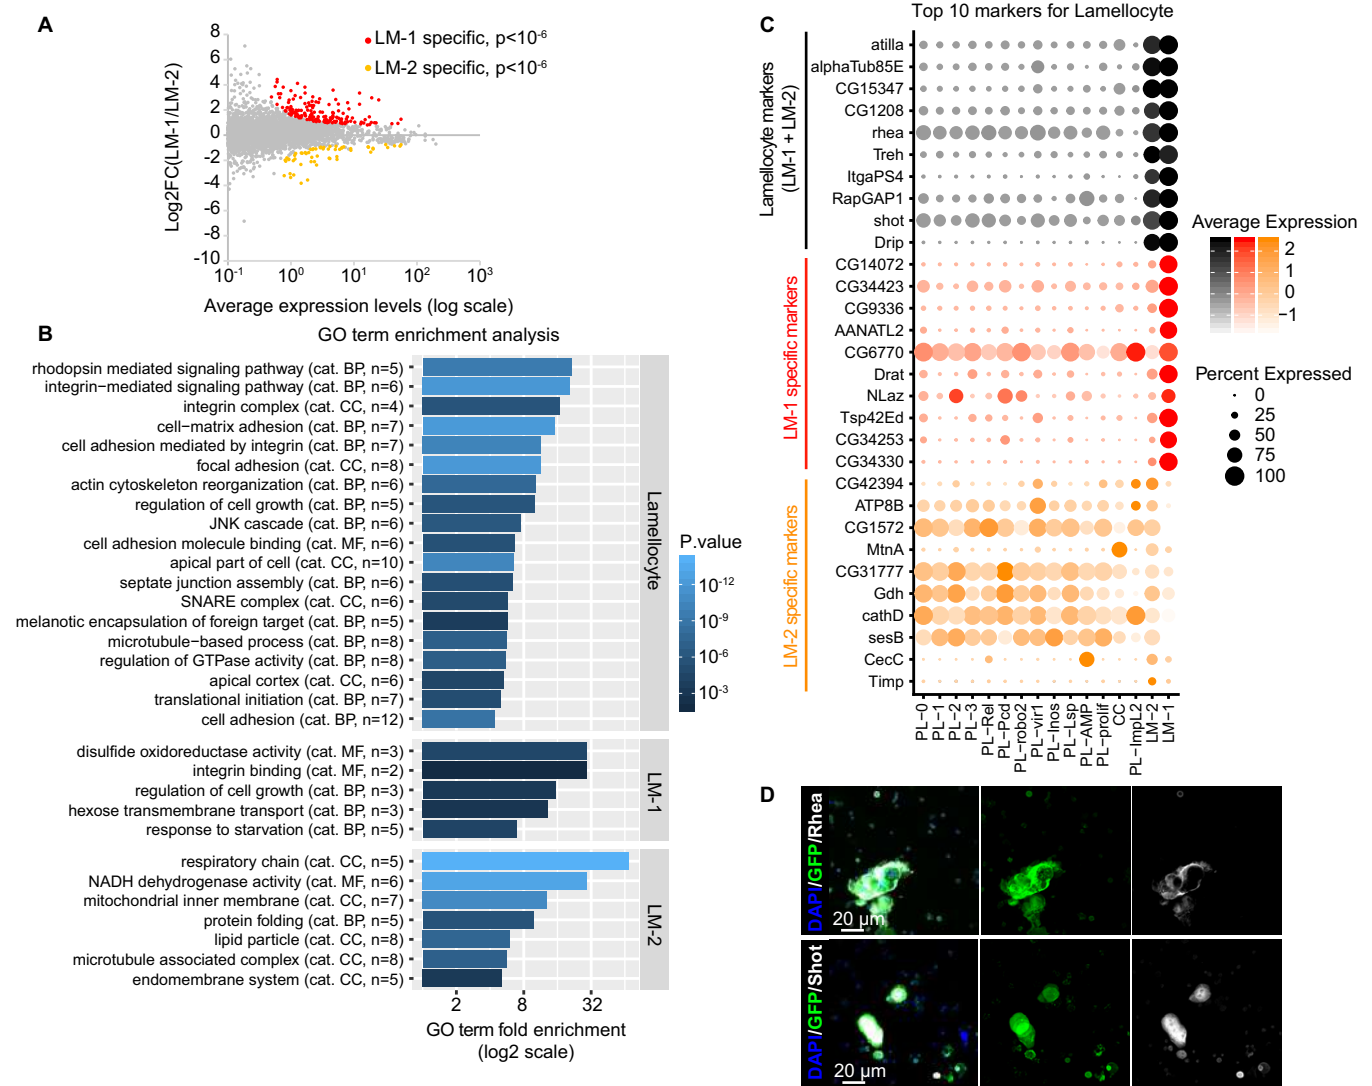 A
8
6
4
2
0
-2
-4
-6
-8
-10
Log2FC(LM-1/LM-2)
LM-1 specific, p<10-6
LM-2 specific, p<10-6
10-1
100
101
102
103
Average expression levels (log scale)
B
GO term enrichment analysis
rhodopsin mediated signaling pathway (cat. BP, n=5)
integrin−mediated signaling pathway (cat. BP, n=6)
integrin complex (cat. CC, n=4)
cell−matrix adhesion (cat. BP, n=7)
cell adhesion mediated by integrin (cat. BP, n=7)
focal adhesion (cat. CC, n=8)
actin cytoskeleton reorganization (cat. BP, n=6)
regulation of cell growth (cat. BP, n=5)
JNK cascade (cat. BP, n=6)
cell adhesion molecule binding (cat. MF, n=6)
apical part of cell (cat. CC, n=10)
septate junction assembly (cat. BP, n=6)
SNARE complex (cat. CC, n=6)
melanotic encapsulation of foreign target (cat. BP, n=5)
microtubule−based process (cat. BP, n=8)
regulation of GTPase activity (cat. BP, n=8)
apical cortex (cat. CC, n=6)
translational initiation (cat. BP, n=7)
cell adhesion (cat. BP, n=12)
Lamellocyte
disulfide oxidoreductase activity (cat. MF, n=3)
integrin binding (cat. MF, n=2)
regulation of cell growth (cat. BP, n=3)
hexose transmembrane transport (cat. BP, n=3)
response to starvation (cat. BP, n=5)
LM-1
respiratory chain (cat. CC, n=5)
NADH dehydrogenase activity (cat. MF, n=6)
mitochondrial inner membrane (cat. CC, n=7)
protein folding (cat. BP, n=5)
lipid particle (cat. CC, n=8)
microtubule associated complex (cat. CC, n=8)
endomembrane system (cat. CC, n=5)
LM-2
2
8
32
GO term fold enrichment
(log2 scale)
P.value
10-12
10-9
10-6
10-3
C
Top 10 markers for Lamellocyte
Lamellocyte markers
(LM-1 + LM-2)
atilla
alphaTub85E
CG15347
CG1208
rhea
Treh
ItgaPS4
RapGAP1
shot
Drip
LM-1 specific markers
CG14072
CG34423
CG9336
AANATL2
CG6770
Drat
NLaz
Tsp42Ed
CG34253
CG34330
LM-2 specific markers
CG42394
ATP8B
CG1572
MtnA
CG31777
Gdh
cathD
sesB
CecC
Timp
PL−0
PL−1
PL−2
PL−3
PL−Rel
PL−Pcd
PL−robo2
PL−vir1
PL−Inos
PL−Lsp
PL−AMP
PL−prolif
CC
PL−ImpL2
LM−2
LM−1
Average Expression
2
1
0
−1
Percent Expressed
0
25
50
75
100
D
DAPI/GFP/Rhea
20 µm
DAPI/GFP/Shot
20 µm